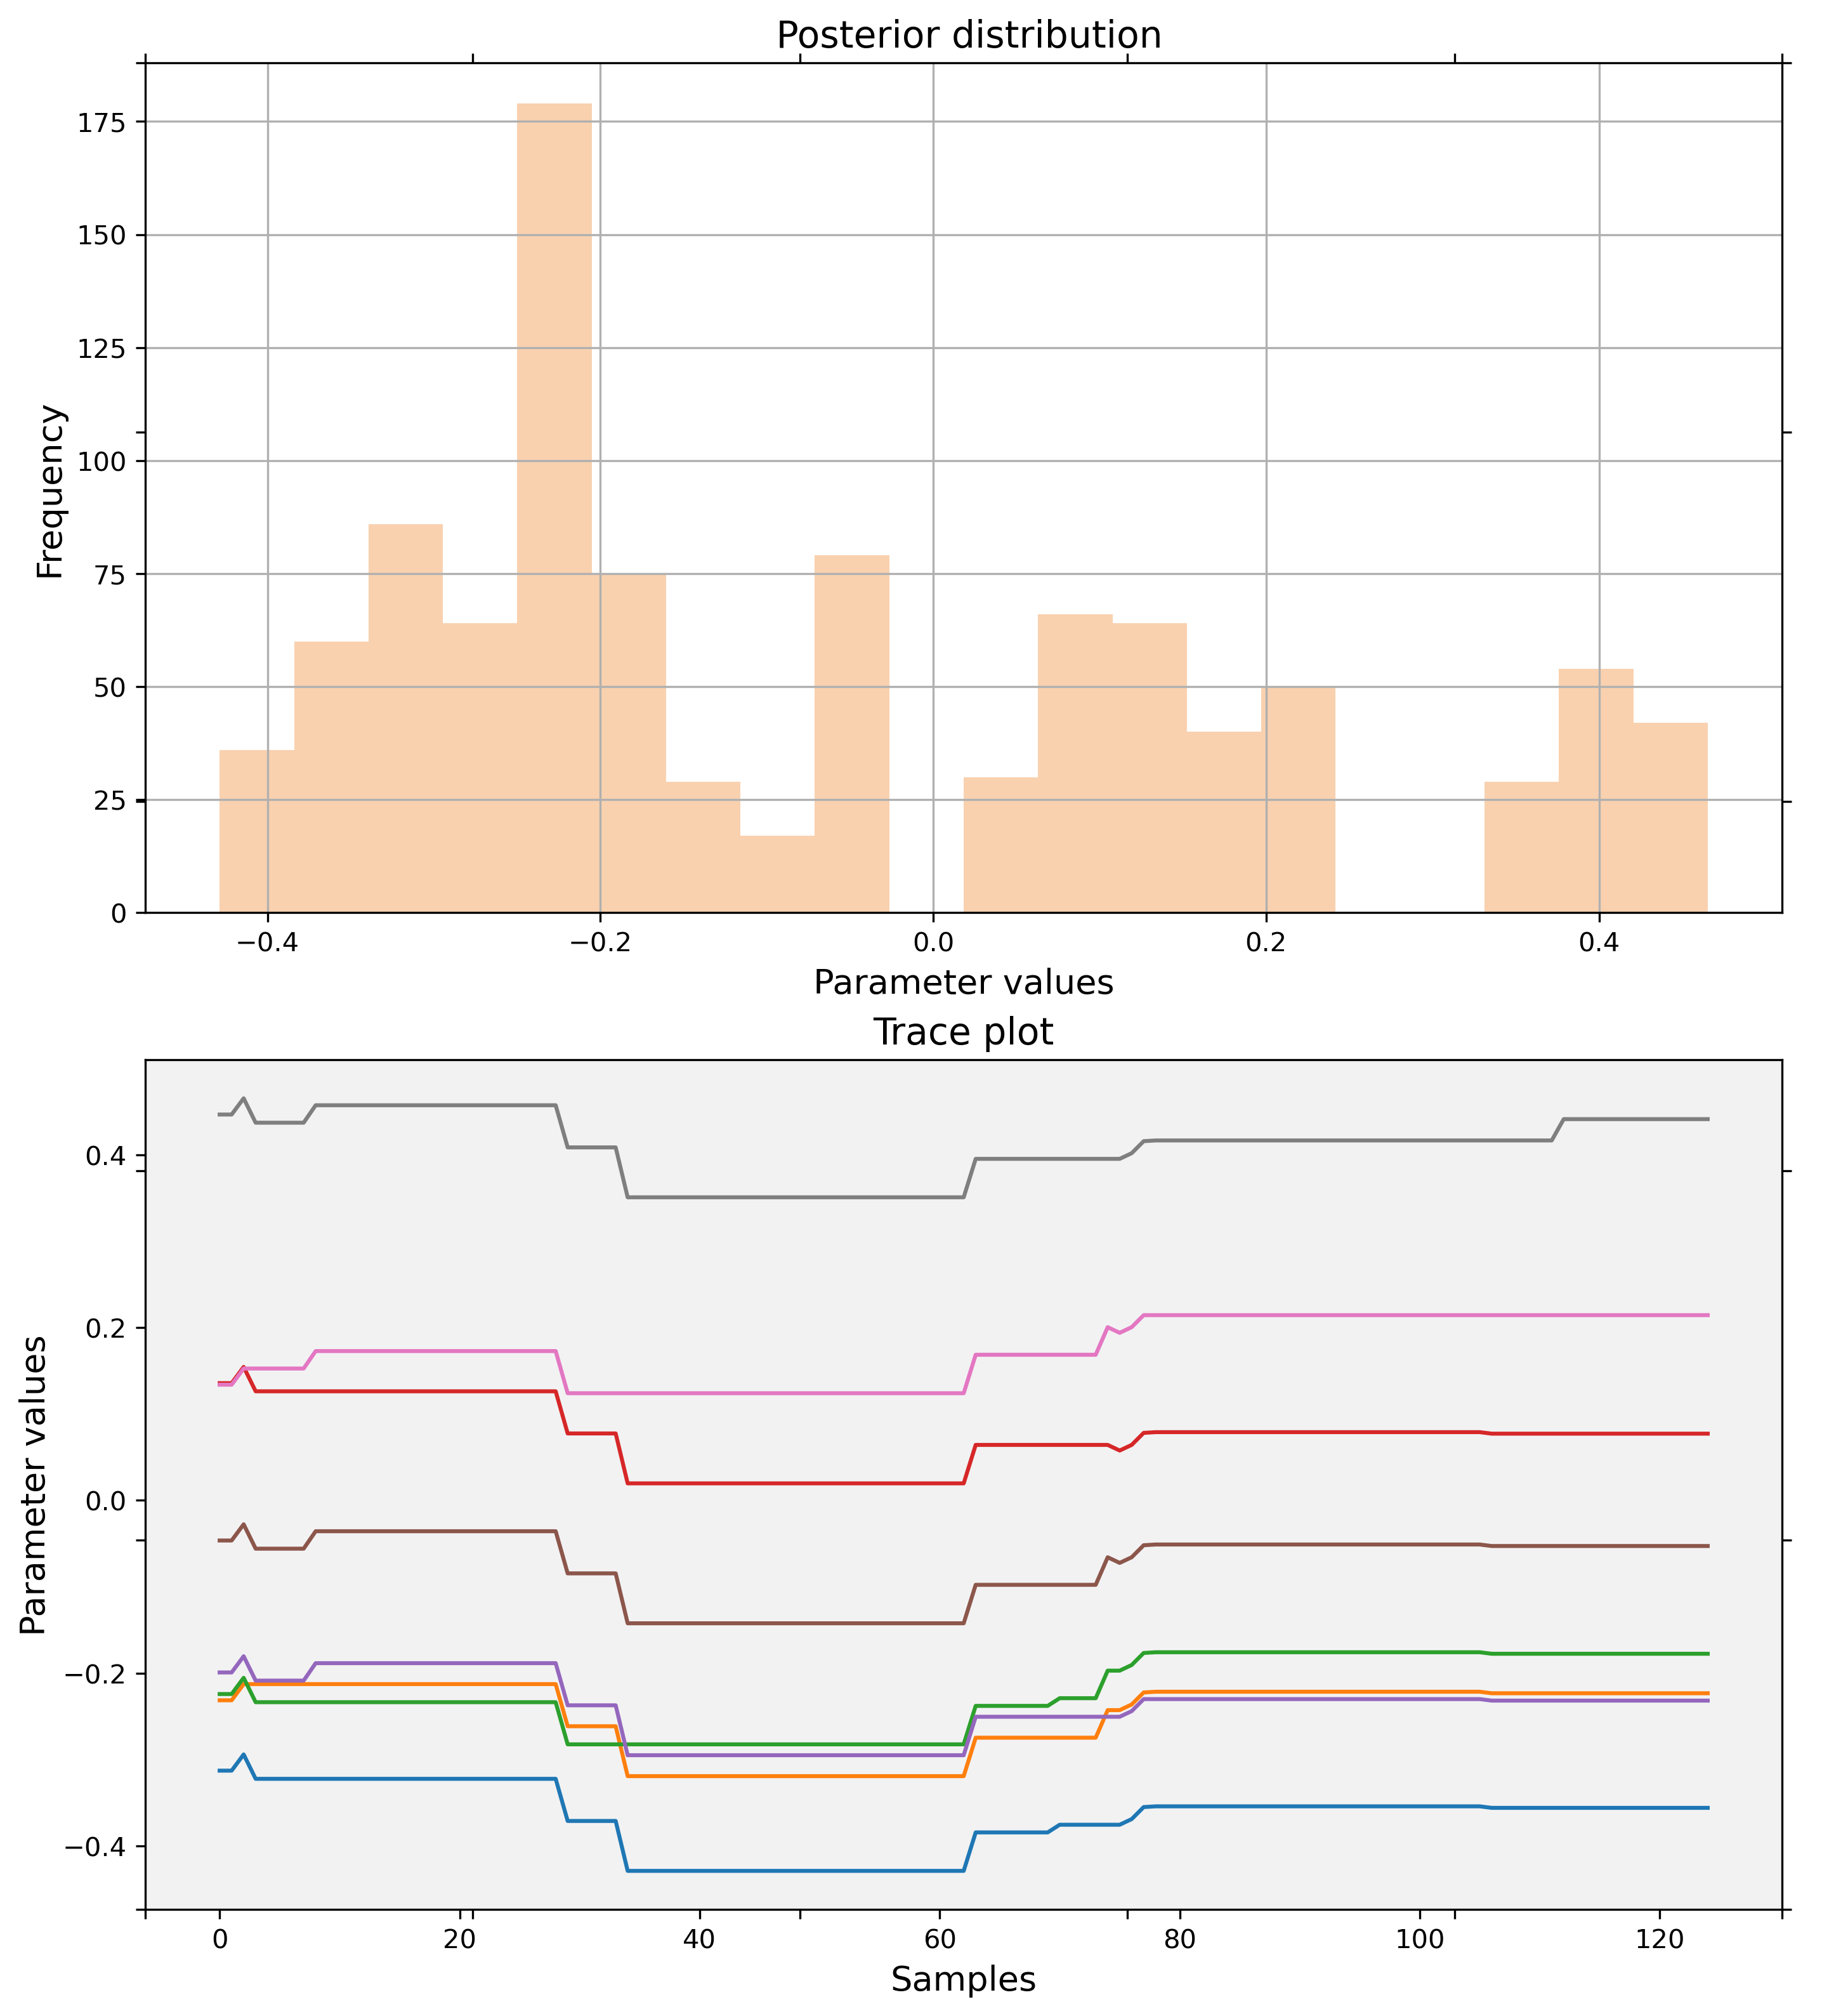 Posterior distribution
175
150
125
100
75
50
25
0
Frequency
−0.4 −0.2 0.0 0.2 0.4
Parameter values
Trace plot
0.4
0.2
0.0
−0.2
−0.4
Parameter values
0 20 40 60 80 100 120
Samples